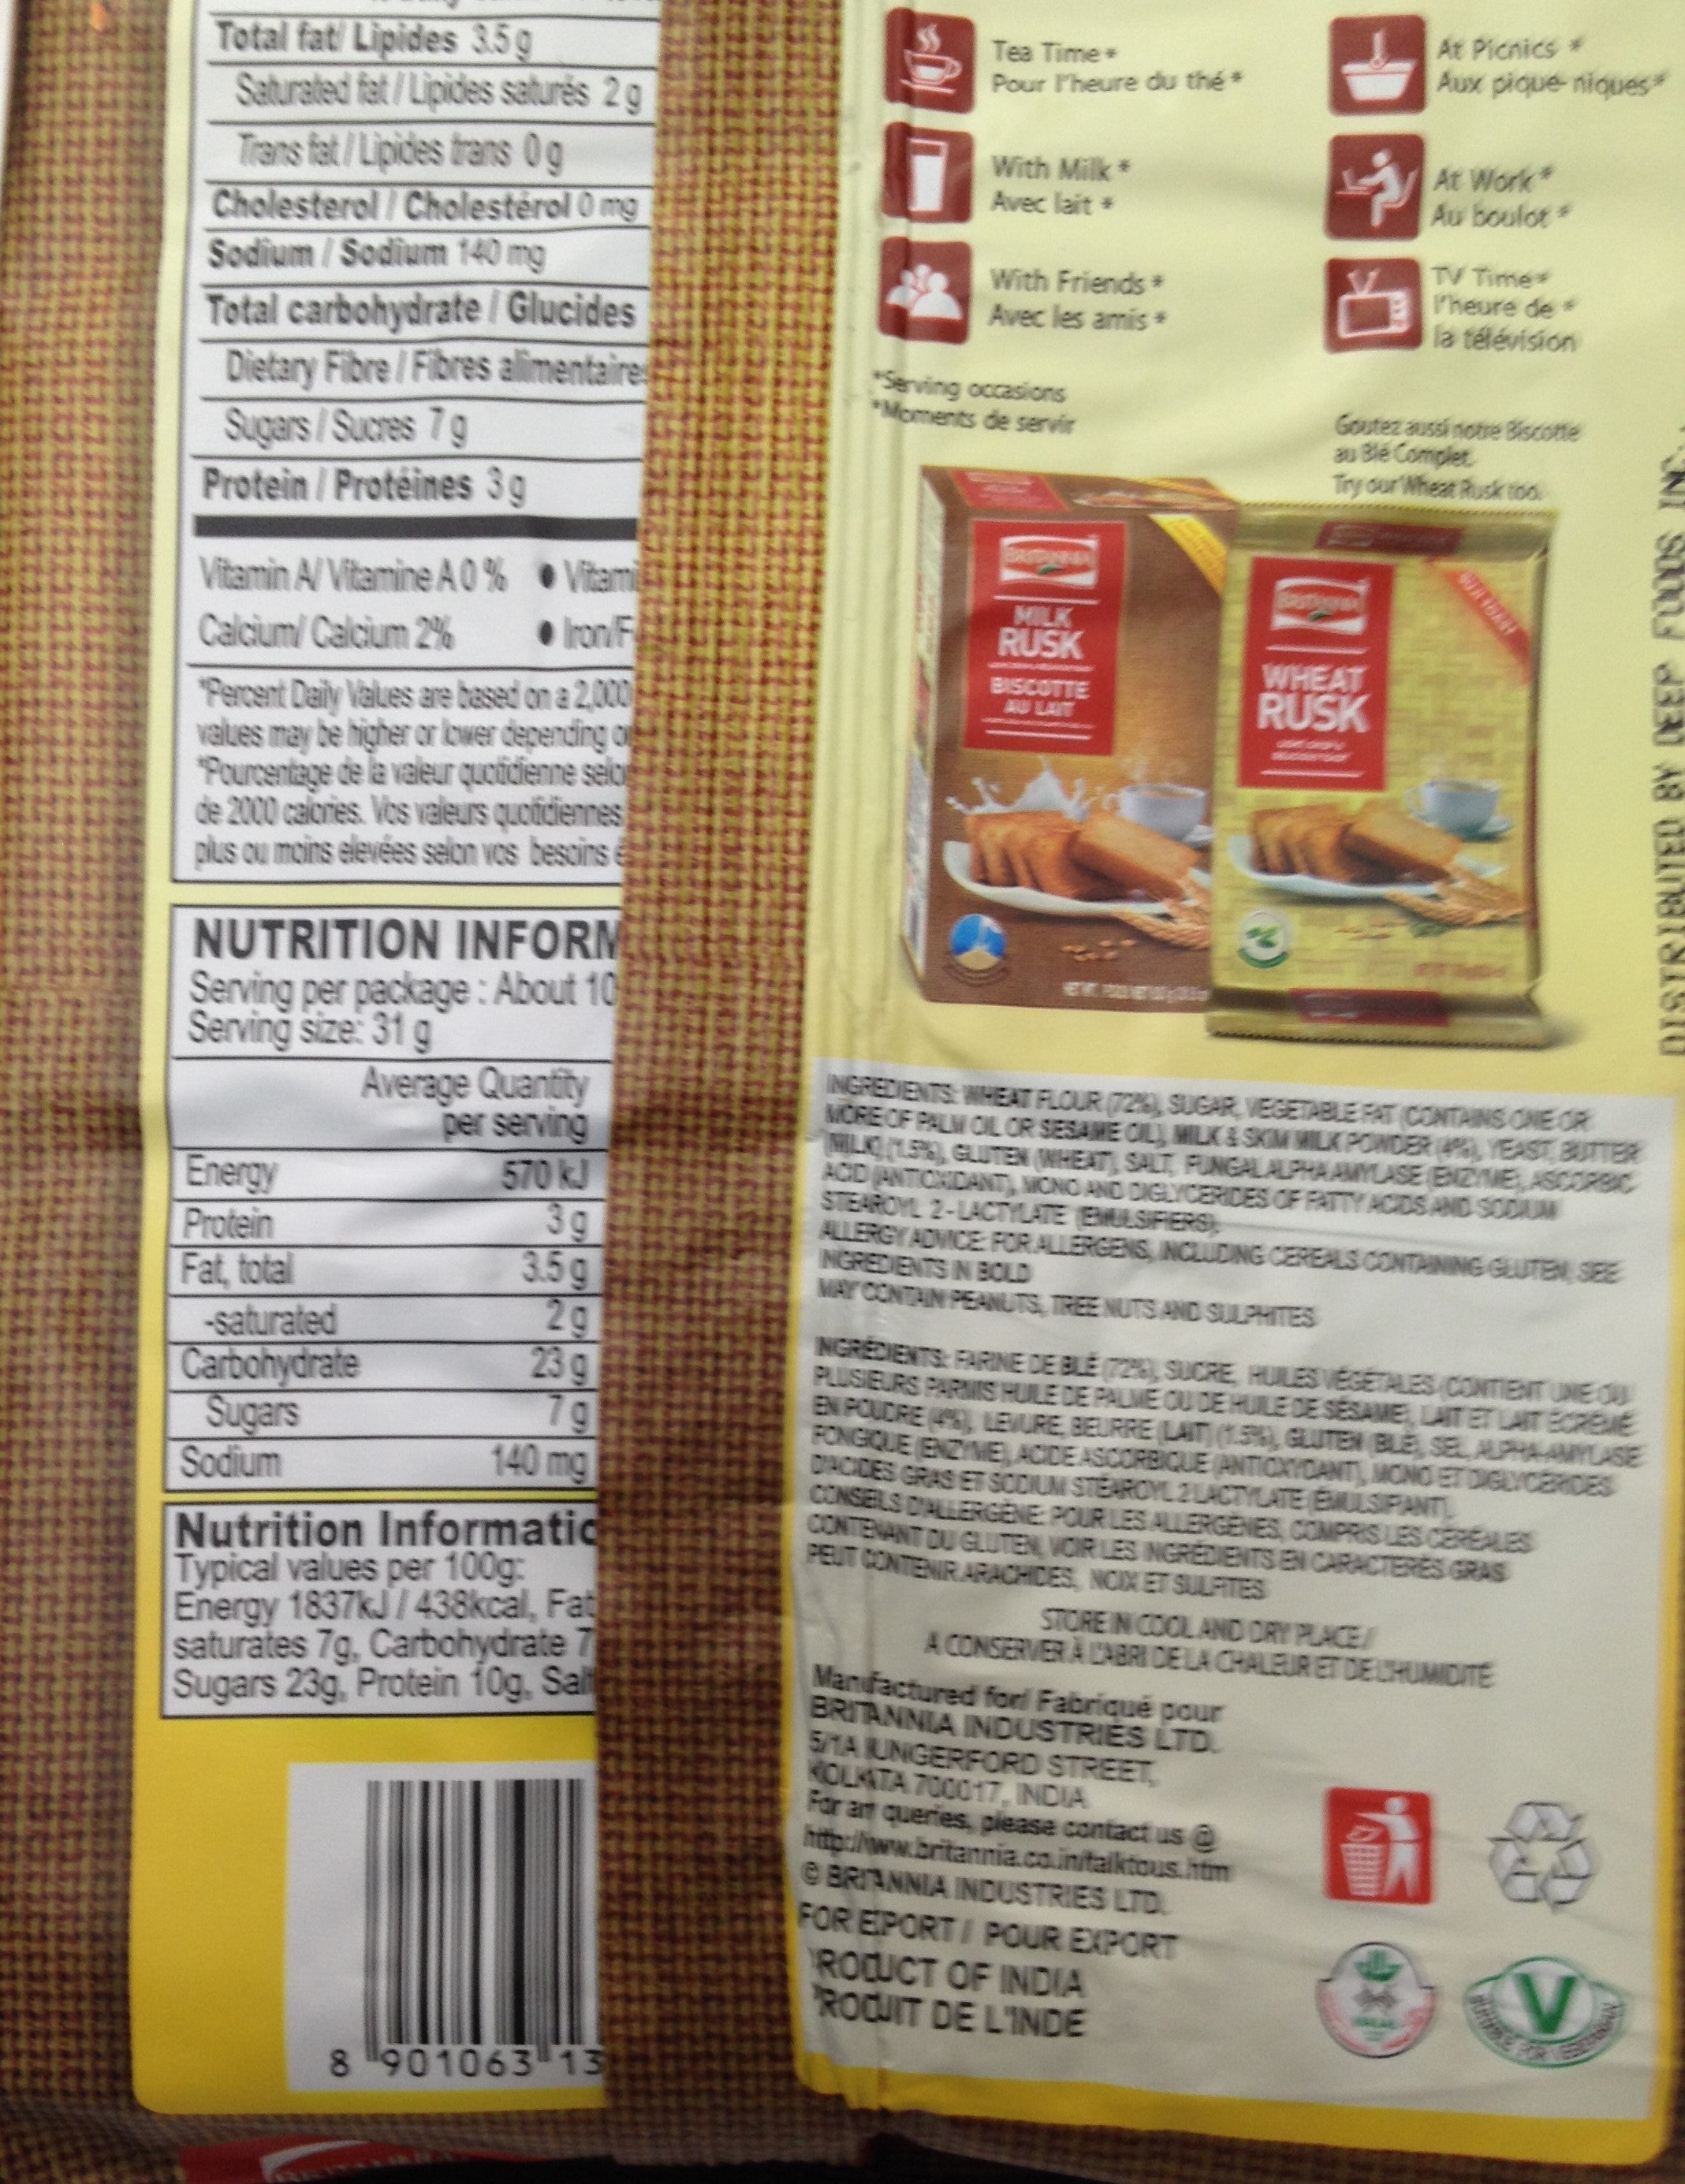 Total fat/ Lipides 3.5 g
Saturated fat / Lipides saturés 2 g
Trans fat / Lipides trans 0 g
Cholesterol / Cholestérol 0 mg
Sodium / Sodium 140 mg
Total carbohydrate / Glucides
Dietary Fibre / Fibres alimentaires
Sugars / Sucres 7 g
Protein / Protéines 3 g
Vitamin A/ Vitamine A 0 % • Vitami
Calcium/ Calcium 2% • Iron/F
*Percent Daily Values are based on a 2,000
values may be higher or lower depending o
*Pourcentage de la valeur quotidienne selo
de 2000 calories. Vos valeurs quotidiennes
plus ou moins elevées selon vos besoins é
NUTRITION INFORM
Serving per package : About 10
Serving size: 31 g
Average Quantity
per serving
Energy 570 kJ
Protein 3 g
Fat, total 3.5 g
-saturated 2 g
Carbohydrate 23 g
Sugars 7 g
Sodium 140 mg
Nutrition Informatio
Typical values per 100g:
Energy 1837kJ / 438kcal, Fat
saturates 7g, Carbohydrate 7
Sugars 23g, Protein 10g, Salt
8 901063 13
Tea Time*
Pour l'heure du thé*
With Milk*
Avec lait *
With Friends*
Avec les amis*
At Picnics *
Aux pique-niques*
At Work*
Au boulot*
TV Time*
l'heure de *
la télévision
*Serving occasions
*Moments de servir
Goutez aussi notre Biscotte
au Blé Complet.
Try our Wheat Rusk too.
BRITANNIA
MILK
RUSK
BISCOTTE
AU LAIT
BRITANNIA
WHEAT
RUSK
DISTRIBUTED BY DEEP FOODS INC.
INGREDIENTS: WHEAT FLOUR (72%), SUGAR, VEGETABLE FAT (CONTAINS ONE OR
MORE OF PALM OIL OR SESAME OIL), MILK & SKIM MILK POWDER (4%), YEAST, BUTTER
(MILK) (1.5%), GLUTEN (WHEAT), SALT, FUNGAL ALPHA AMYLASE (ENZYME), ASCORBIC
ACID (ANTIOXIDANT), MONO AND DIGLYCERIDES OF FATTY ACIDS AND SODIUM
STEAROYL 2-LACTYLATE (EMULSIFIERS).
ALLERGY ADVICE: FOR ALLERGENS, INCLUDING CEREALS CONTAINING GLUTEN, SEE
INGREDIENTS IN BOLD
MAY CONTAIN PEANUTS, TREE NUTS AND SULPHITES
INGRÉDIENTS: FARINE DE BLÉ (72%), SUCRE, HUILES VÉGÉTALES (CONTIENT UNE OU
PLUSIEURS PARMIS HUILE DE PALME OU DE HUILE DE SÉSAME), LAIT ET LAIT ÉCRÉMÉ
EN POUDRE (4%), LEVURE, BEURRE (LAIT) (1.5%), GLUTEN (BLÉ), SEL, ALPHA-AMYLASE
FONGIQUE (ENZYME), ACIDE ASCORBIQUE (ANTIOXYDANT), MONO ET DIGLYCÉRIDES
D'ACIDES GRAS ET SODIUM STÉAROYL 2 LACTYLATE (ÉMULSIFIANT).
CONSEILS D'ALLERGÈNE: POUR LES ALLERGÈNES, COMPRIS LES CÉRÉALES
CONTENANT DU GLUTEN, VOIR LES INGRÉDIENTS EN CARACTERÈS GRAS
PEUT CONTENIR ARACHIDES, NOIX ET SULFITES
STORE IN COOL AND DRY PLACE /
A CONSERVER À L'ABRI DE LA CHALEUR ET DE L'HUMIDITÉ
Manufactured for/ Fabriqué pour
BRITANNIA INDUSTRIES LTD.
5/1A HUNGERFORD STREET,
KOLKATA 700017, INDIA
For any queries, please contact us @
http://www.britannia.co.in/talktous.htm
© BRITANNIA INDUSTRIES LTD.
FOR EXPORT / POUR EXPORT
PRODUCT OF INDIA
PRODUIT DE L'INDE
V
SUITABLE FOR VEGETARIANS